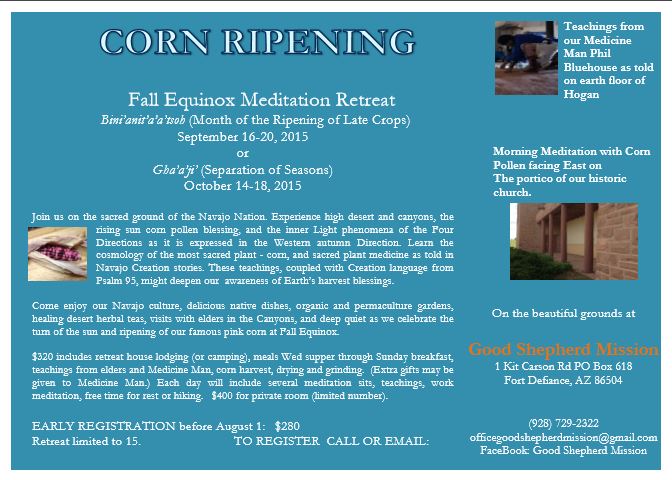 CORN RIPENING
Fall Equinox Meditation Retreat
Bini'anit'a'a'tsoh (Month of the Ripening of Late Crops)
September 16-20, 2015
or
Gha'a'ji' (Separation of Seasons)
October 14-18, 2015
Join us on the sacred ground of the Navajo Nation. Experience high desert and canyons, the
rising sun corn pollen blessing, and the inner Light phenomena of the Four
Directions as it is expressed in the Western autumn Direction. Learn the
cosmology of the most sacred plant - corn, and sacred plant medicine as told in
Navajo Creation stories. These teachings, coupled with Creation language from
Psalm 95, might deepen our awareness of Earth's harvest blessings.
Come enjoy our Navajo culture, delicious native dishes, organic and permaculture gardens,
healing desert herbal teas, visits with elders in the Canyons, and deep quiet as we celebrate the
turn of the sun and ripening of our famous pink corn at Fall Equinox.
$320 includes retreat house lodging (or camping), meals Wed supper through Sunday breakfast,
teachings from elders and Medicine Man, corn harvest, drying and grinding. (Extra gifts may be
given to Medicine Man.) Each day will include several meditation sits, teachings, work
meditation, free time for rest or hiking. $400 for private room (limited number).
EARLY REGISTRATION before August 1: $280
Retreat limited to 15. TO REGISTER CALL OR EMAIL:
Teachings from
our Medicine
Man Phil
Bluehouse as told
on earth floor of
Hogan
Morning Meditation with Corn
Pollen facing East on
The portico of our historic
church.
On the beautiful grounds at
Good Shepherd Mission
1 Kit Carson Rd PO Box 618
Fort Defiance, AZ 86504
(928) 729-2322
officegoodshepherdmission@gmail.com
FaceBook: Good Shepherd Mission